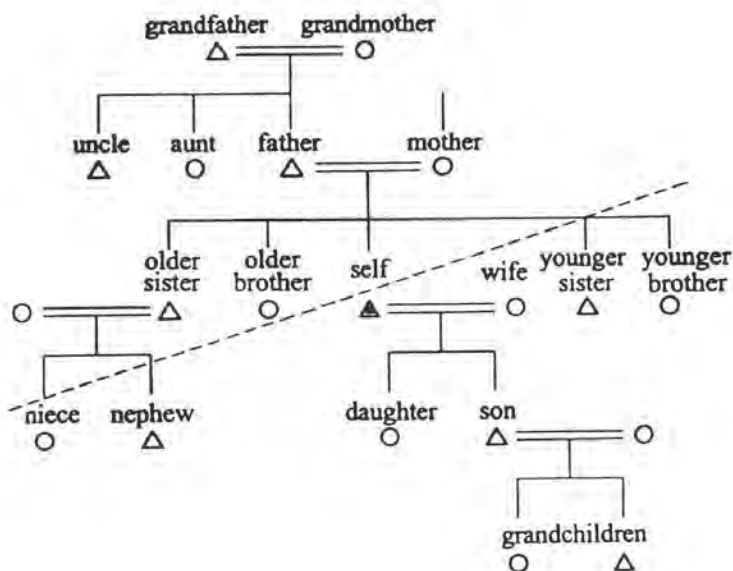 grandfather grandmother
uncle aunt father mother
older sister
older brother
self
wife
younger sister
younger brother
niece nephew
daughter son
grandchildren